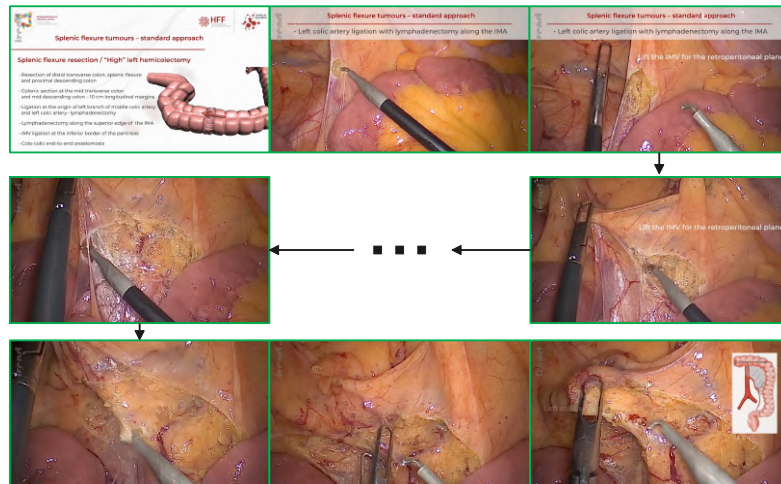 HFF
Splenic flexure tumours – standard approach
Splenic flexure resection / "High" left hemicolectomy
- Resection of distal transverse colon, splenic flexure
and proximal descending colon
- Colonic section at the mid transverse colon
and mid descending colon – 10 cm longitudinal margins
- Ligation at the origin of left branch of middle colic artery
and left colic artery- lymphadenectomy
- Lymphadenectomy along the superior edge of the IMA
- IMV ligation at the inferior border of the pancreas
- Colo colic end-to-end anastomosis
Splenic flexure tumours – standard approach
- Left colic artery ligation with lymphadenectomy along the IMA
Splenic flexure tumours – standard approach
- Left colic artery ligation with lymphadenectomy along the IMA
Lift the IMV for the retroperitoneal plane
Lift the IMV for the retroperitoneal plane